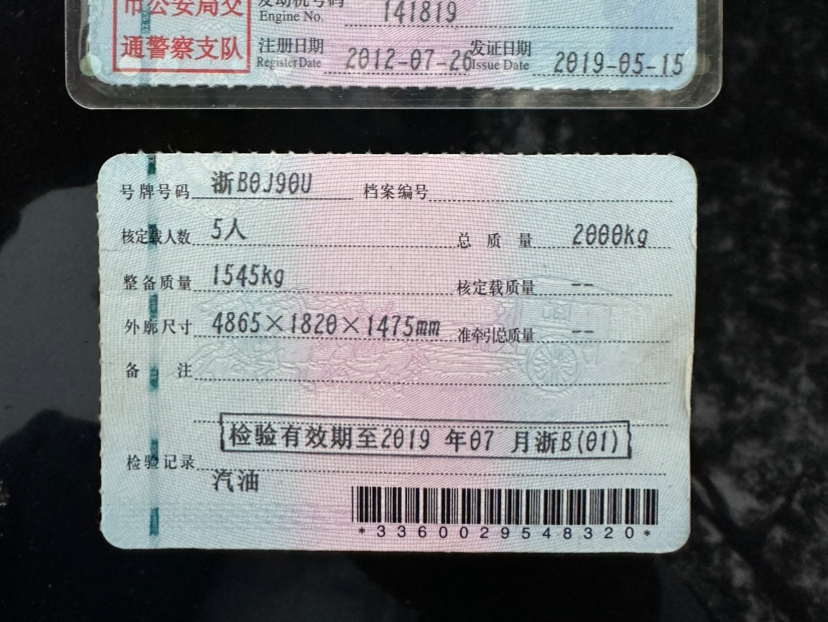 市公安局交
通警察支队
发动机号码 141819
Engine No.
注册日期 2012-07-26 发证日期 2019-05-15
Register Date Issue Date
号牌号码 浙B0J90U 档案编号
核定载人数 5人 总质量 2000kg
整备质量 1545kg 核定载质量 --
外廓尺寸 4865×1820×1475mm 准牵引总质量 --
备注
检验有效期至2019年07月浙B(01)
检验记录
汽油
*3360029548320*